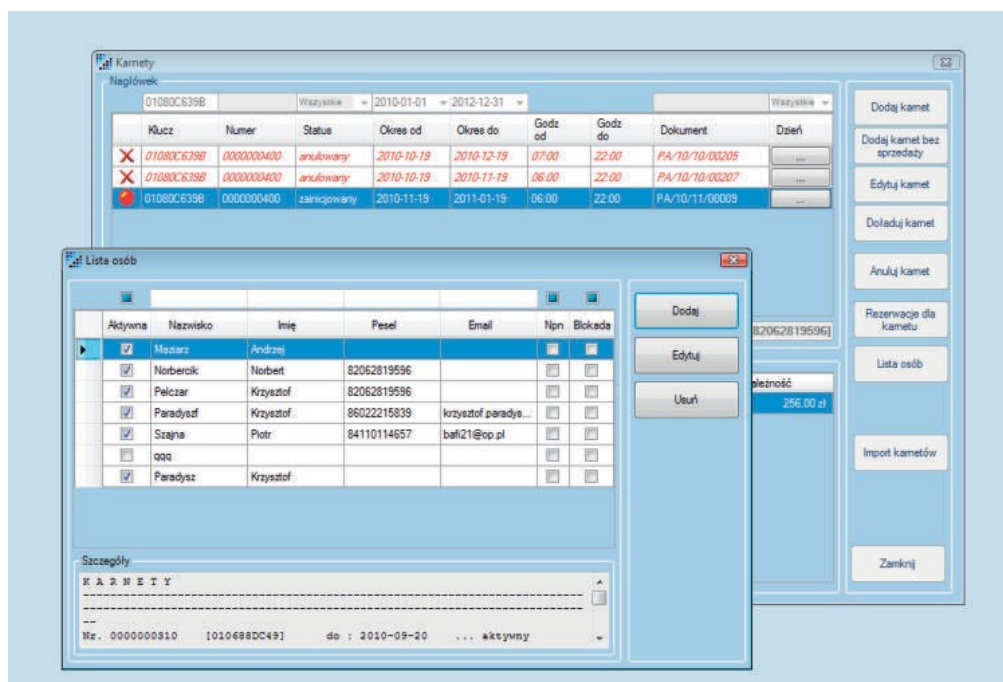 Karnety
Nagłówek
01080C639B Wszystkie 2010-01-01 2012-12-31 Wszystkie
Klucz Numer Status Okres od Okres do Godz od Godz do Dokument Dzień
01080C639B 0000000400 anulowany 2010-10-19 2010-12-19 07:00 22:00 PA/10/10/00205 ...
01080C639B 0000000400 anulowany 2010-10-19 2010-11-19 06:00 22:00 PA/10/10/00207 ...
01080C639B 0000000400 zainicjowany 2010-11-19 2011-01-19 06:00 22:00 PA/10/11/00009 ...
Dodaj karnet
Dodaj karnet bez
sprzedaży
Edytuj karnet
Doładuj karnet
Anuluj karnet
Rezerwacje dla
karnetu
Lista osób
Import karnetów
Zamknij
82062819596]
256,00 zł
Lista osób
Aktywna Nazwisko Imię Pesel Email Npn Blokada
Maziarz Andrzej
Norbercik Norbert 82062819596
Pelczar Krzysztof 82062819596
Paradyszf Krzysztof 86022215839 krzysztof.paradys...
Szajna Piotr 84110114657 bafi21@op.pl
qqq
Paradysz Krzysztof
Dodaj
Edytuj
Usuń
Szczegóły
K A R N E T Y
Nr. 0000000310 [010688DC49] do : 2010-09-20 ... aktywny